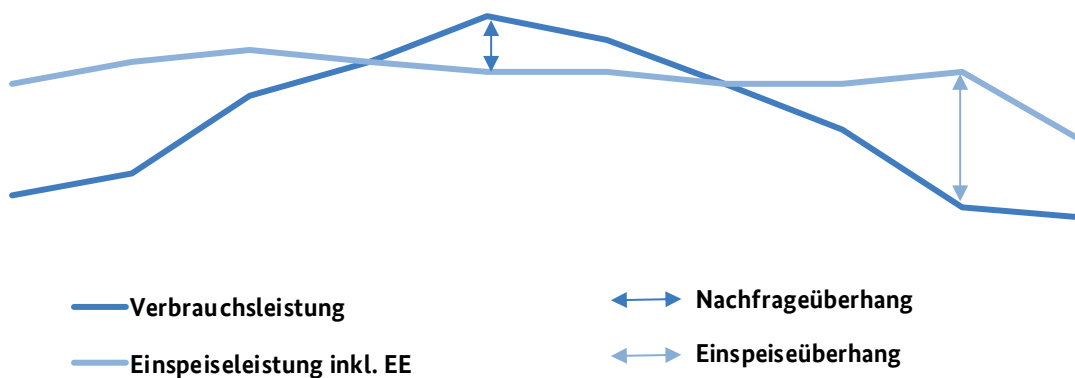 Verbrauchsleistung
Einspeiseleistung inkl. EE
Nachfrageüberhang
Einspeiseüberhang